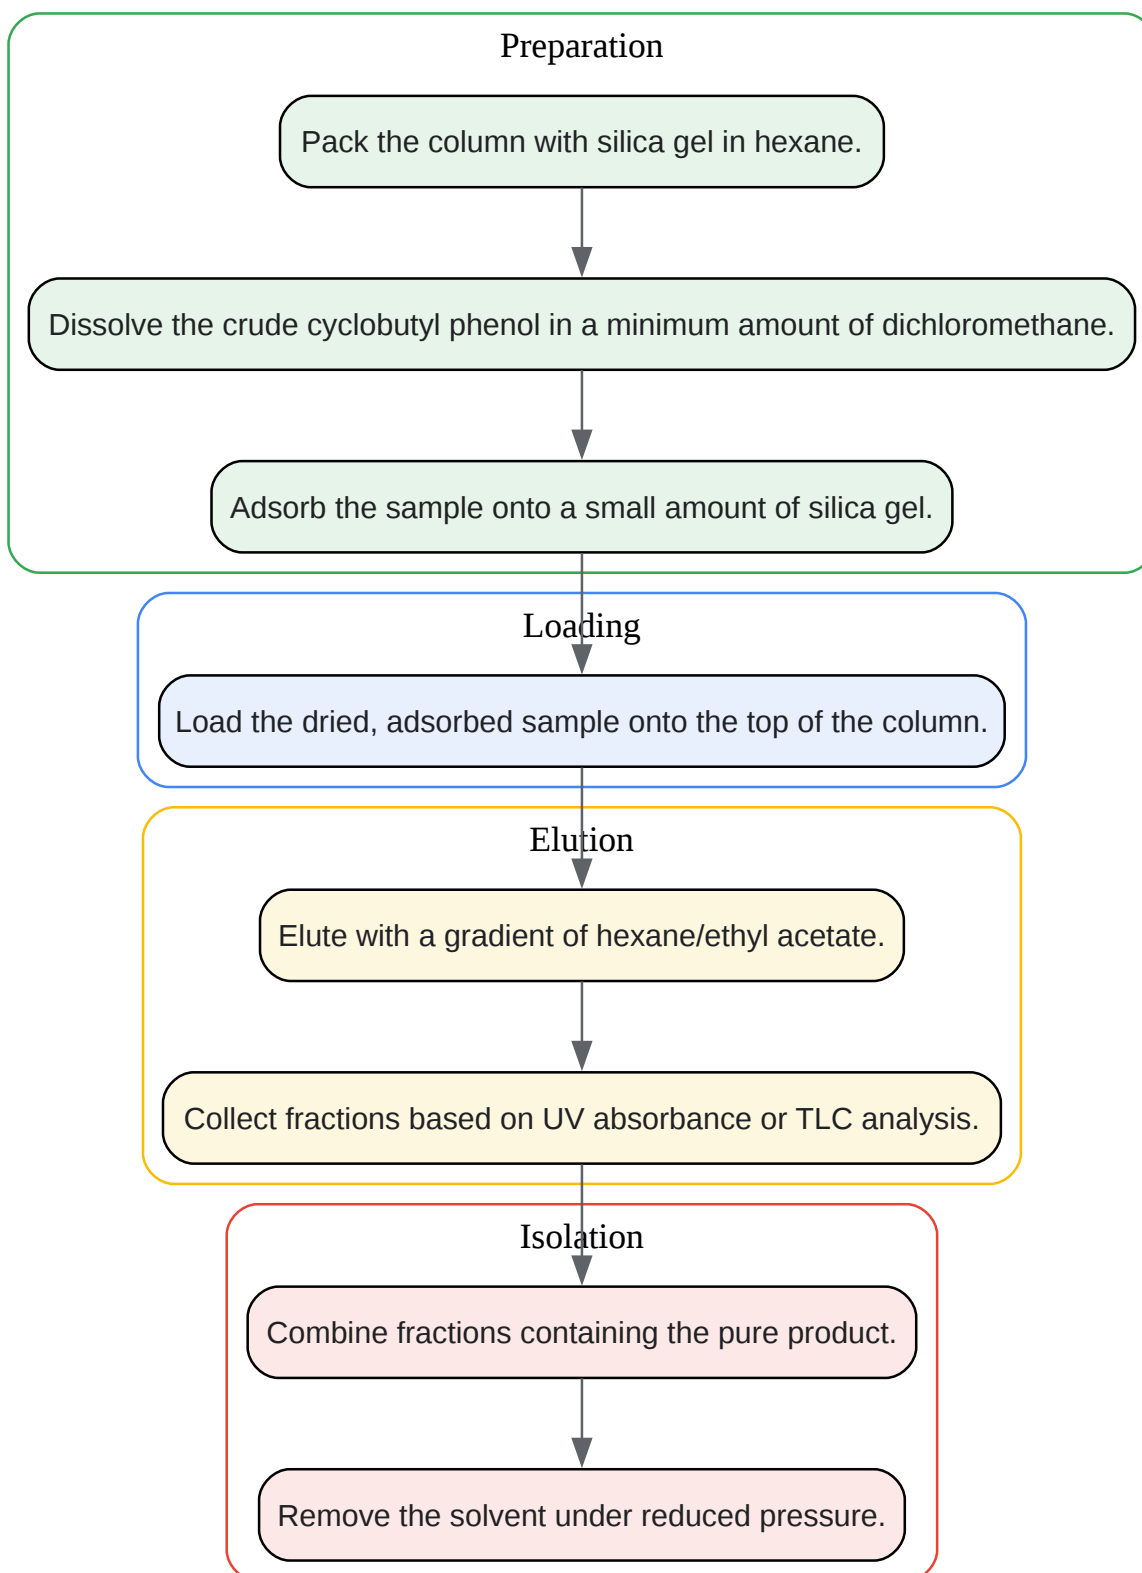 Preparation
Pack the column with silica gel in hexane.
Dissolve the crude cyclobutyl phenol in a minimum amount of dichloromethane.
Adsorb the sample onto a small amount of silica gel.
Loading
Load the dried, adsorbed sample onto the top of the column.
Elution
Elute with a gradient of hexane/ethyl acetate.
Collect fractions based on UV absorbance or TLC analysis.
Isolation
Combine fractions containing the pure product.
Remove the solvent under reduced pressure.